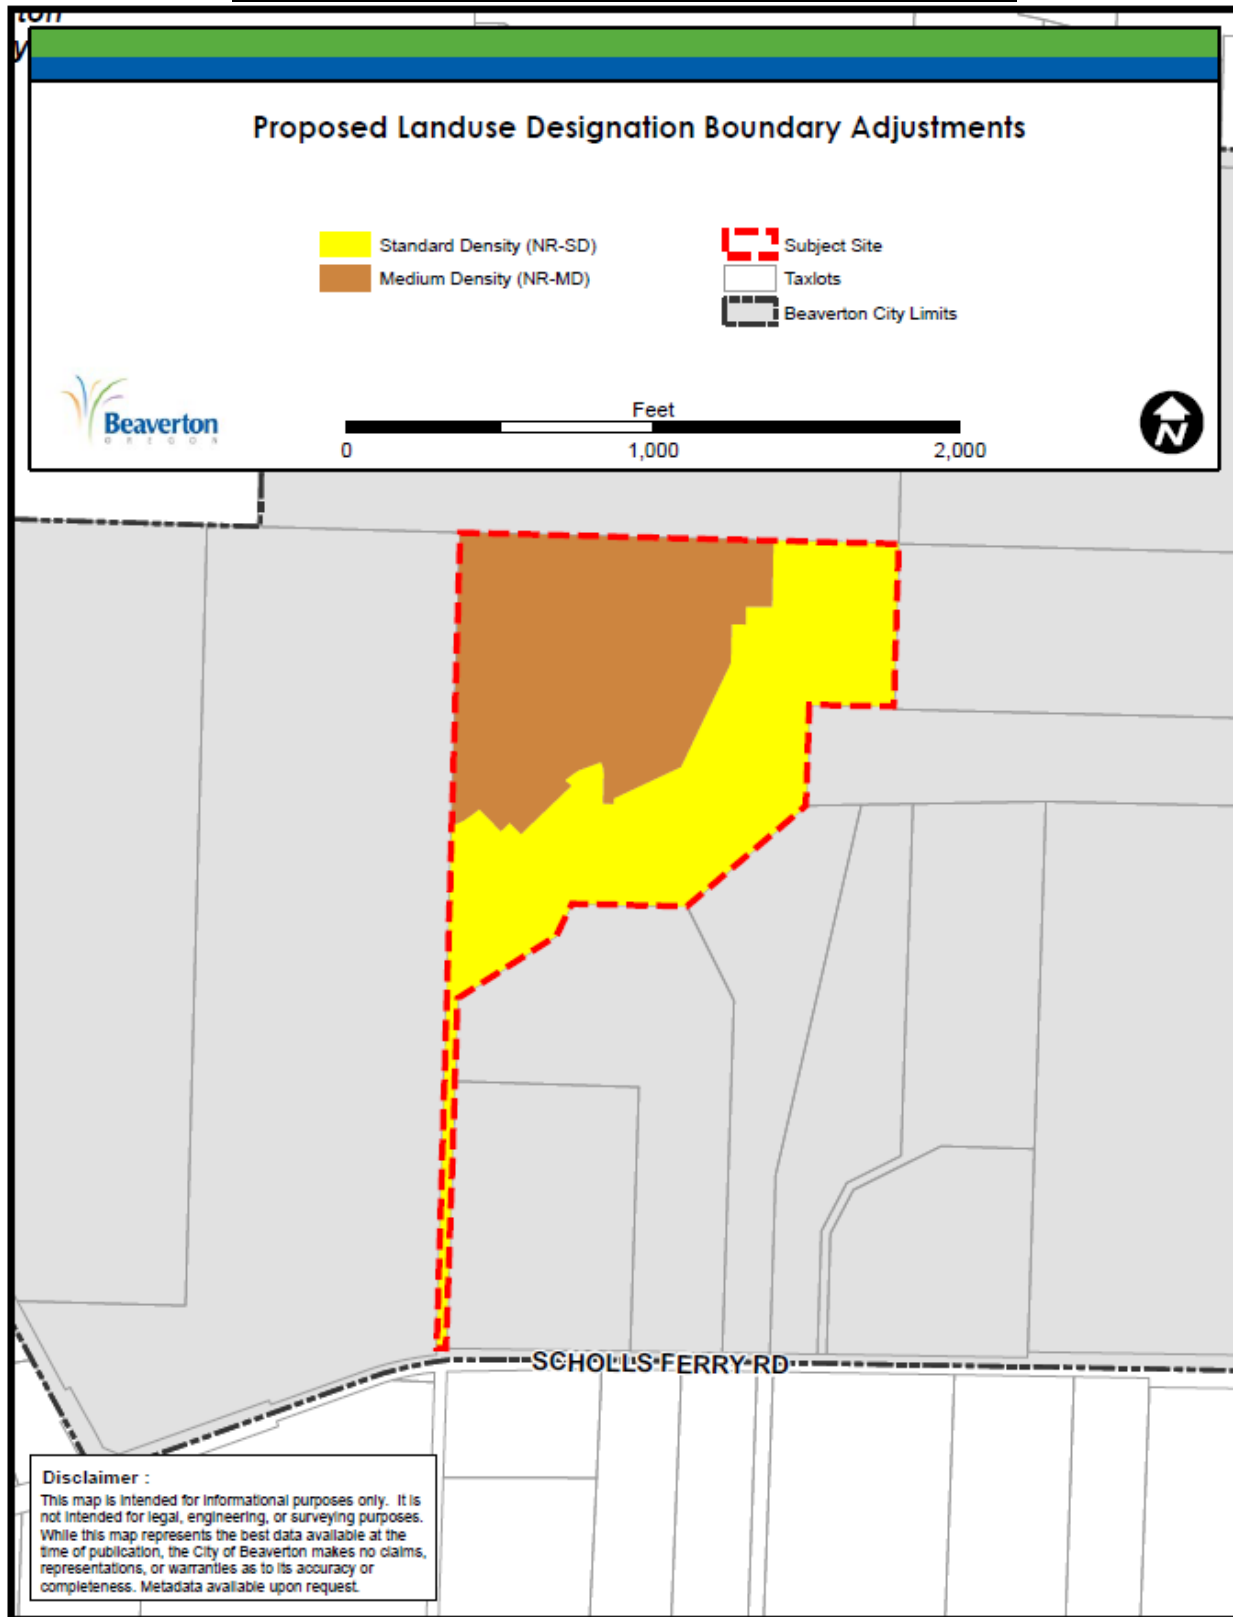 ton
y
Proposed Landuse Designation Boundary Adjustments
Standard Density (NR-SD)
Medium Density (NR-MD)
Subject Site
Taxlots
Beaverton City Limits
Beaverton
OREGON
Feet
0 1,000 2,000
N
SCHOLLS FERRY RD
Disclaimer :
This map is intended for informational purposes only. It is
not intended for legal, engineering, or surveying purposes.
While this map represents the best data available at the
time of publication, the City of Beaverton makes no claims,
representations, or warranties as to its accuracy or
completeness. Metadata available upon request.